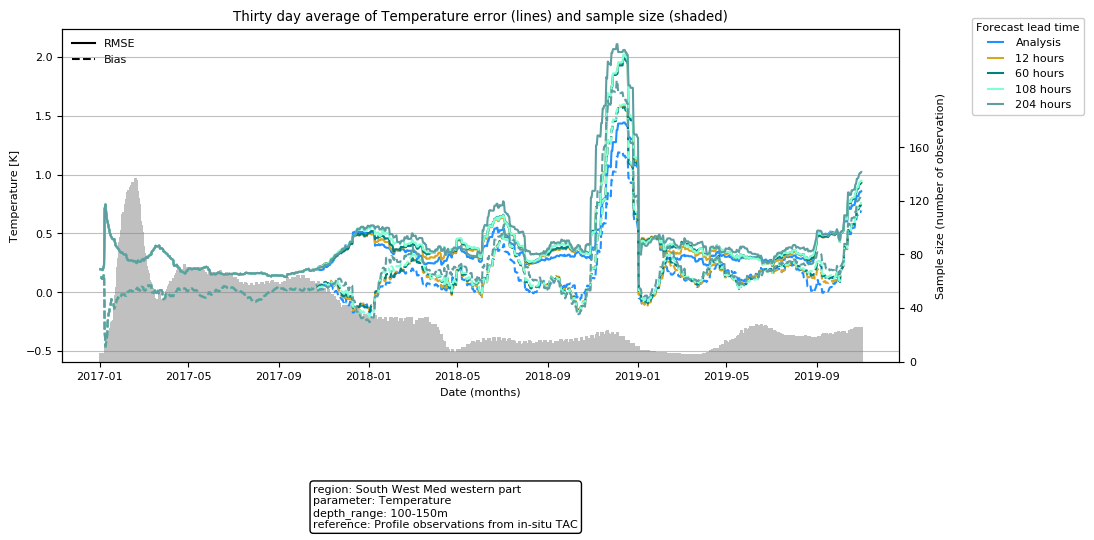 Thirty day average of Temperature error (lines) and sample size (shaded)
Forecast lead time
Analysis
12 hours
60 hours
108 hours
204 hours
RMSE
Bias
Temperature [K]
2.0
1.5
1.0
0.5
0.0
−0.5
Sample size (number of observation)
160
120
80
40
0
2017-01 2017-05 2017-09 2018-01 2018-05 2018-09 2019-01 2019-05 2019-09
Date (months)
region: South West Med western part
parameter: Temperature
depth_range: 100-150m
reference: Profile observations from in-situ TAC